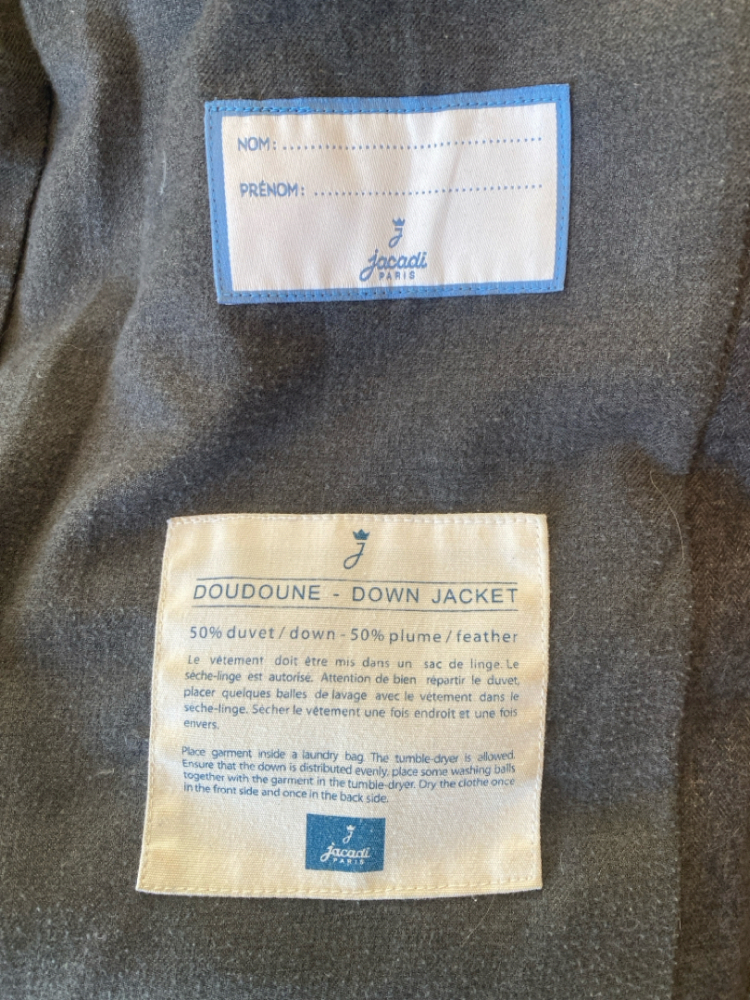 NOM: ........................................
PRÉNOM: ...................................
J
jacadi
PARIS
J
DOUDOUNE - DOWN JACKET
50% duvet / down - 50% plume / feather
Le vêtement doit être mis dans un sac de linge. Le
sèche-linge est autorisé. Attention de bien répartir le duvet,
placer quelques balles de lavage avec le vêtement dans le
sèche-linge. Sécher le vêtement une fois endroit et une fois
envers.
Place garment inside a laundry bag. The tumble-dryer is allowed.
Ensure that the down is distributed evenly, place some washing balls
together with the garment in the tumble-dryer. Dry the clothe once
in the front side and once in the back side.
J
jacadi
PARIS